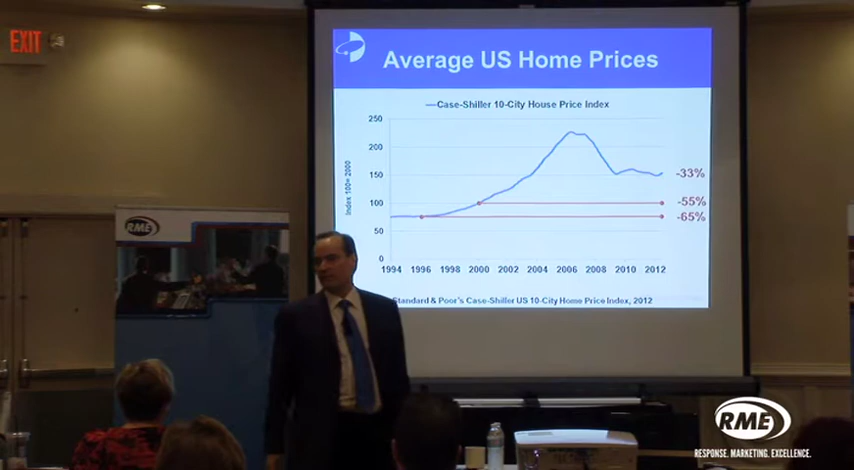 EXIT
Average US Home Prices
Case-Shiller 10-City House Price Index
Index 100= 2000
250
200
150
100
50
0
-33%
-55%
-65%
1994 1996 1998 2000 2002 2004 2006 2008 2010 2012
Standard & Poor's Case-Shiller US 10-City Home Price Index, 2012
RME
RME
RESPONSE. MARKETING. EXCELLENCE.